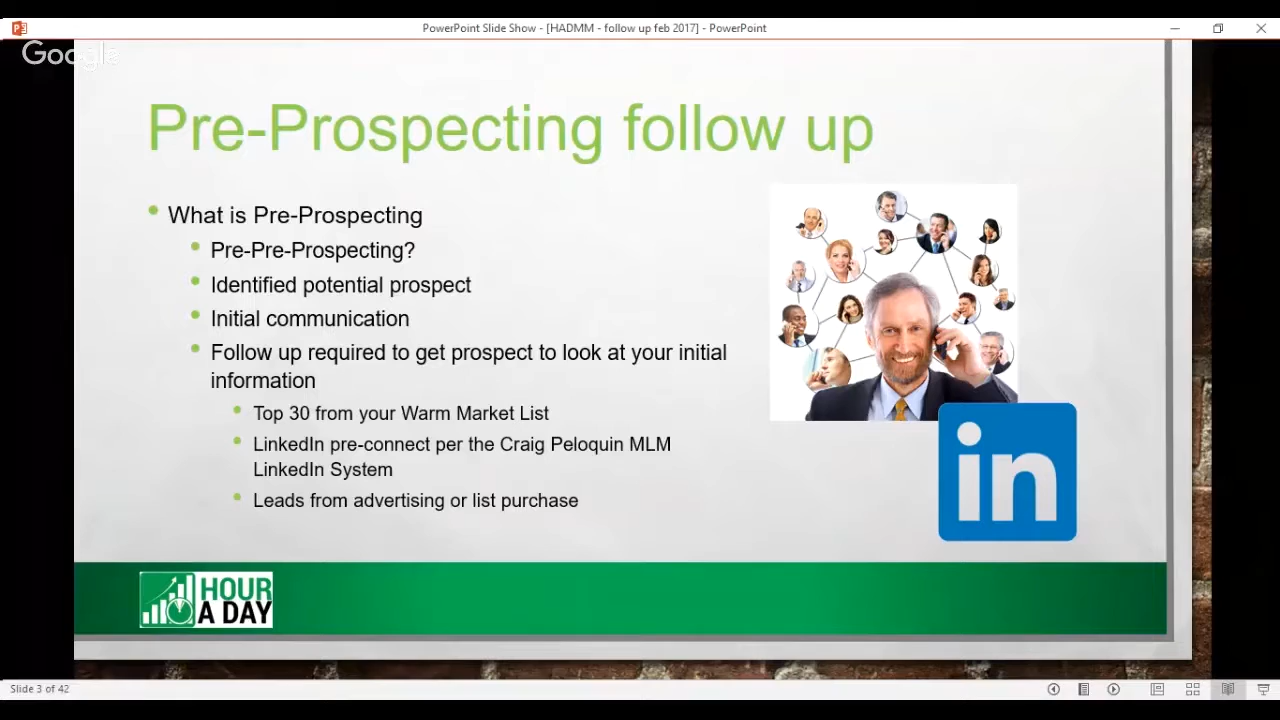 PowerPoint Slide Show - [HADMM - follow up feb 2017] - PowerPoint
Google
Pre-Prospecting follow up
What is Pre-Prospecting
Pre-Pre-Prospecting?
Identified potential prospect
Initial communication
Follow up required to get prospect to look at your initial
information
Top 30 from your Warm Market List
LinkedIn pre-connect per the Craig Peloquin MLM
LinkedIn System
Leads from advertising or list purchase
in
HOUR
A DAY
Slide 3 of 42